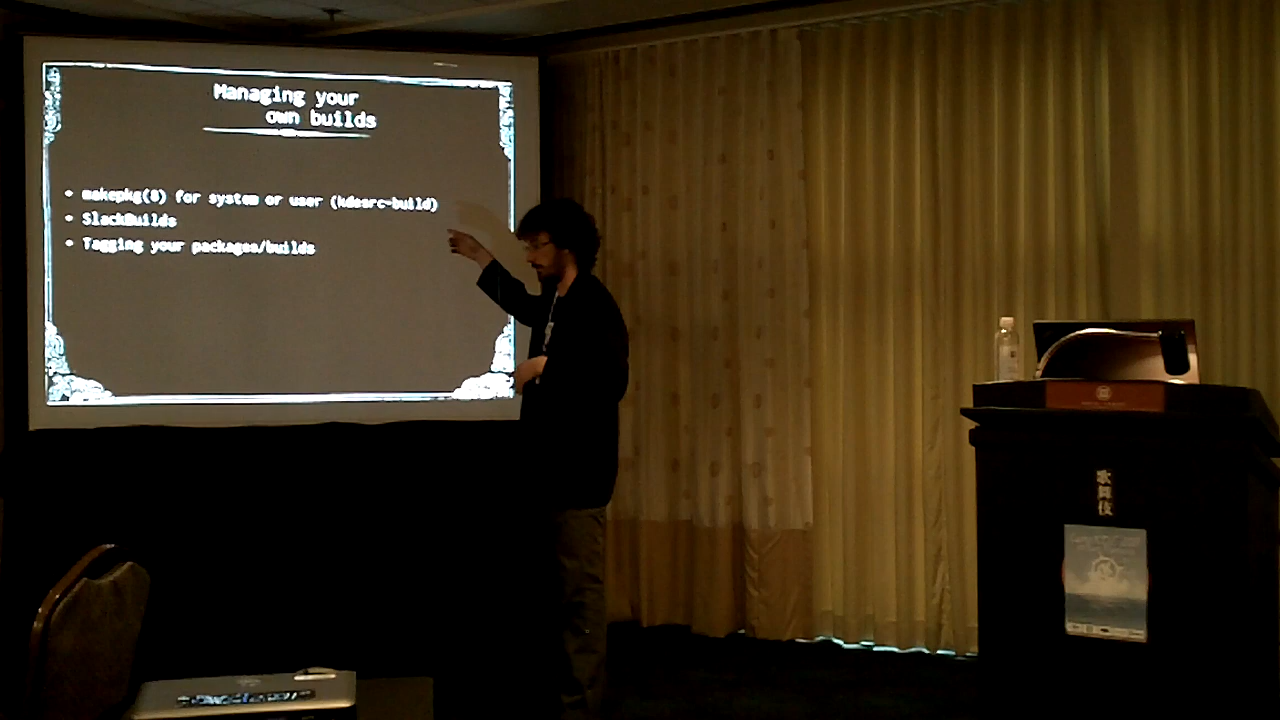 Managing your
own builds
• makepkg(8) for system or user (kdesrc-build)
• SlackBuilds
• Tagging your packages/builds
歌舞伎